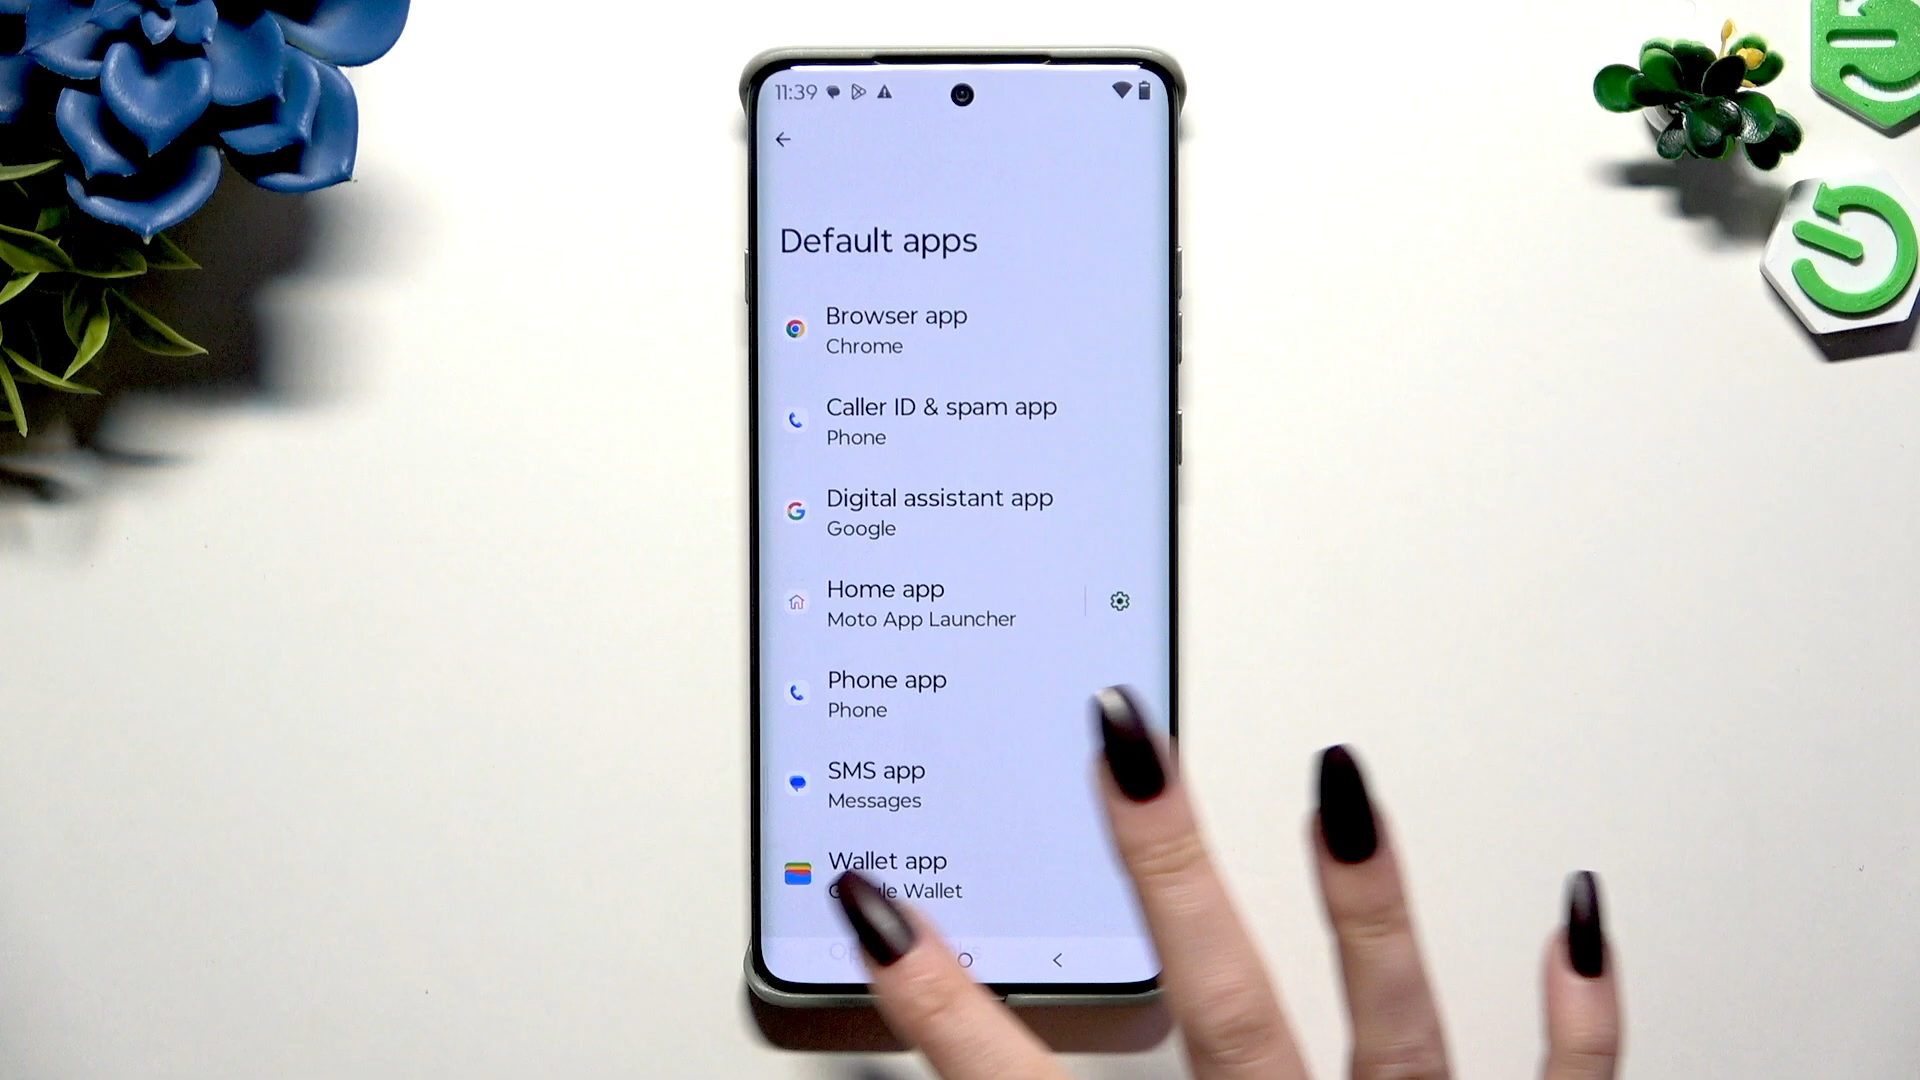 11:39
Default apps
Browser app
Chrome
Caller ID & spam app
Phone
Digital assistant app
Google
Home app
Moto App Launcher
Phone app
Phone
SMS app
Messages
Wallet app
Wallet